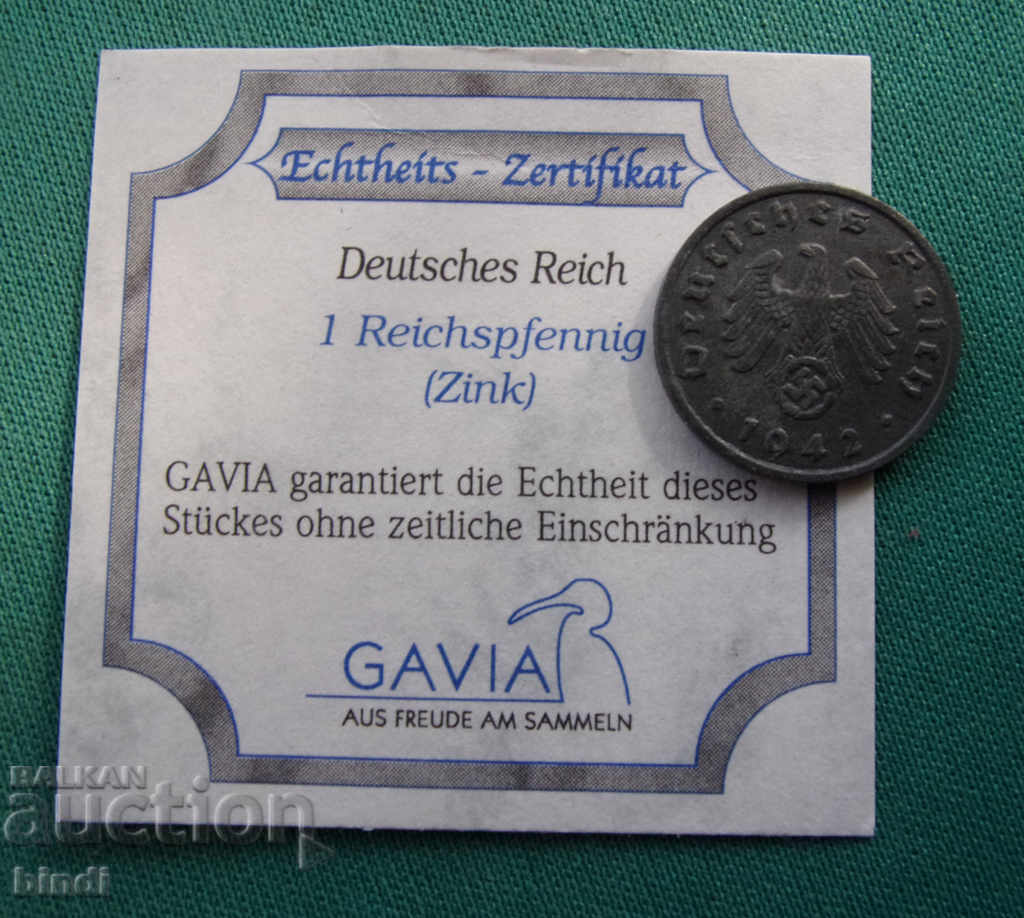 Echtheits - Zertifikat
Deutsches Reich
1 Reichspfennig
(Zink)
GAVIA garantiert die Echtheit dieses
Stückes ohne zeitliche Einschränkung
GAVIA
AUS FREUDE AM SAMMELN
Deutsches Reich
1942
BALKAN
auction
bindi